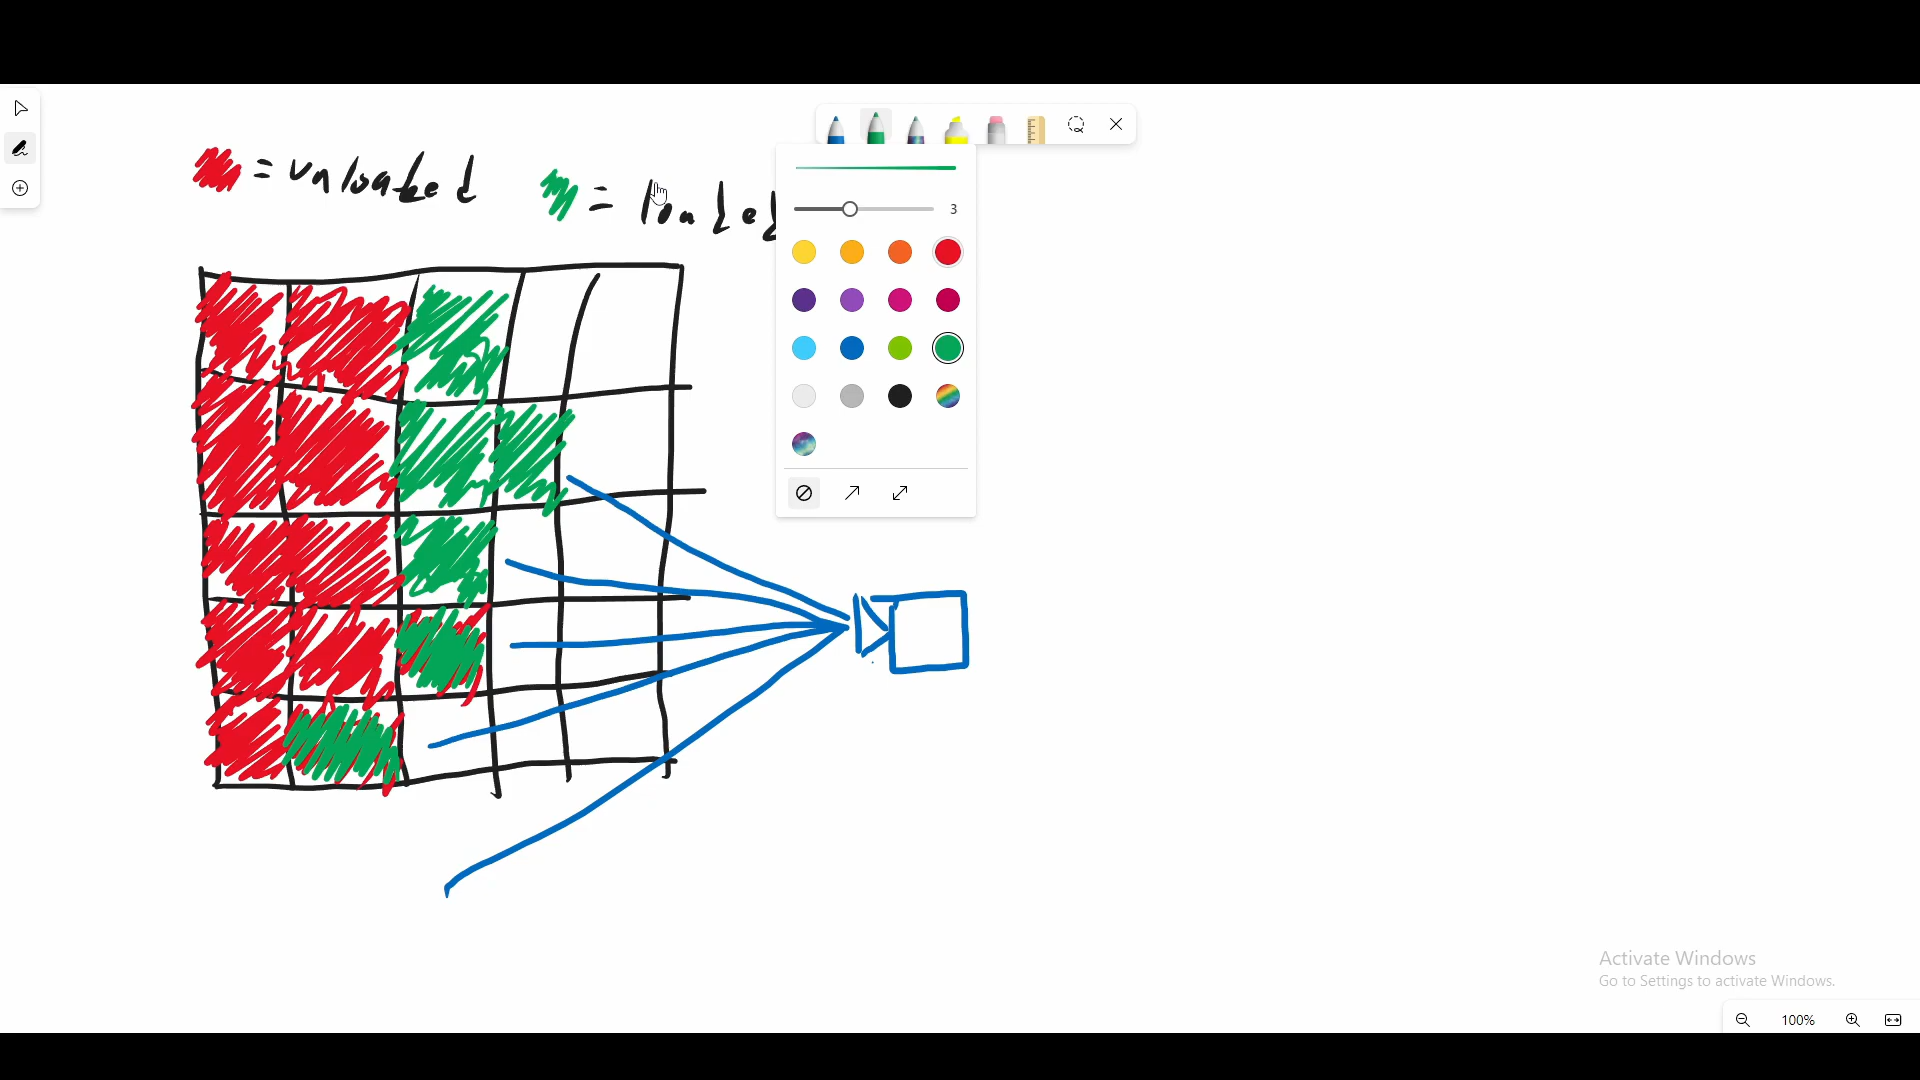 = unloaded
= loaded
3
Activate Windows
Go to Settings to activate Windows.
100%